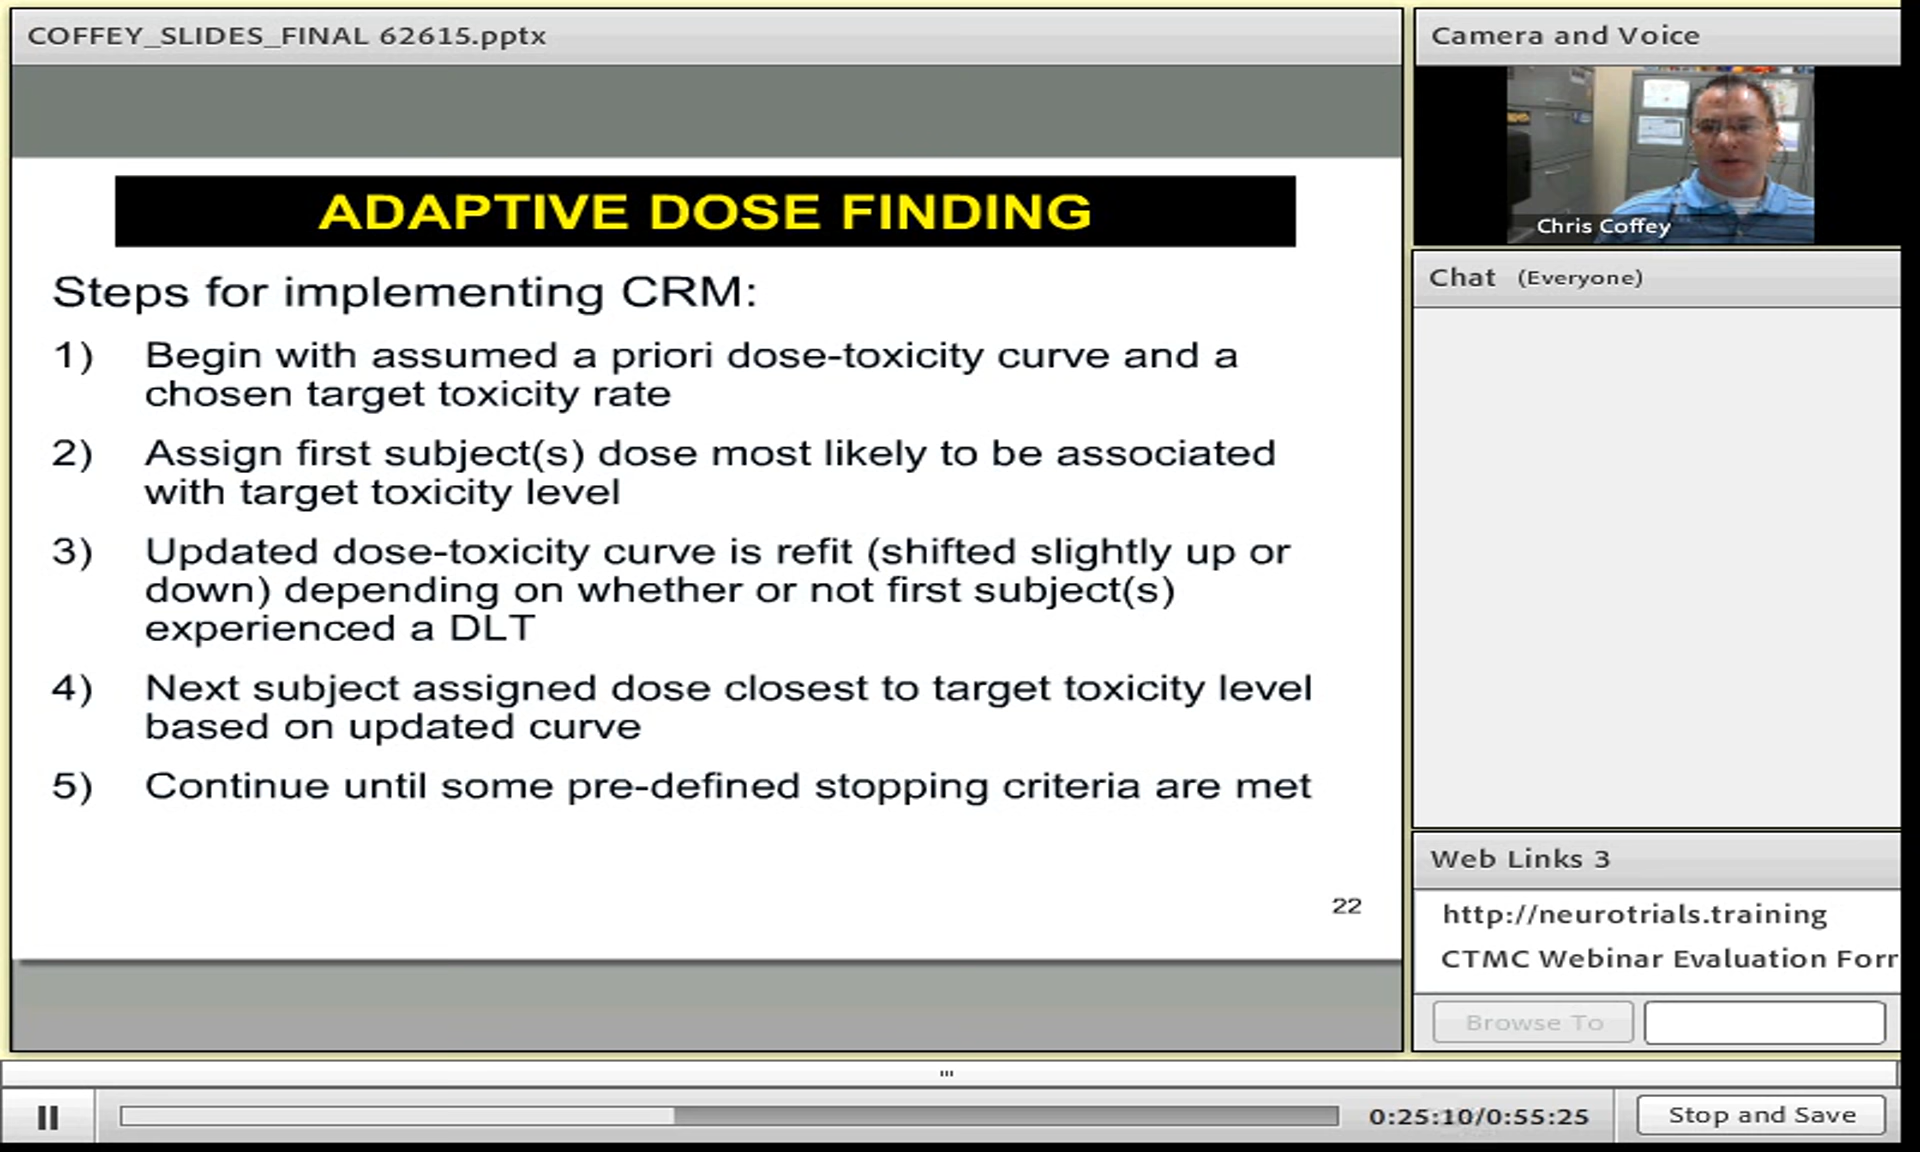 COFFEY_SLIDES_FINAL 62615.pptx
ADAPTIVE DOSE FINDING
Steps for implementing CRM:
1) Begin with assumed a priori dose-toxicity curve and a
chosen target toxicity rate
2) Assign first subject(s) dose most likely to be associated
with target toxicity level
3) Updated dose-toxicity curve is refit (shifted slightly up or
down) depending on whether or not first subject(s)
experienced a DLT
4) Next subject assigned dose closest to target toxicity level
based on updated curve
5) Continue until some pre-defined stopping criteria are met
22
Camera and Voice
Chris Coffey
Chat (Everyone)
Web Links 3
http://neurotrials.training
CTMC Webinar Evaluation Forr
Browse To
0:25:10/0:55:25
Stop and Save